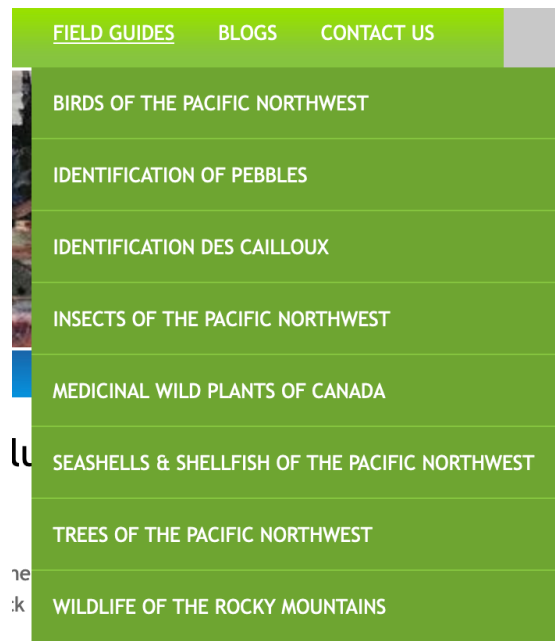 FIELD GUIDES BLOGS CONTACT US
BIRDS OF THE PACIFIC NORTHWEST
IDENTIFICATION OF PEBBLES
IDENTIFICATION DES CAILLOUX
INSECTS OF THE PACIFIC NORTHWEST
MEDICINAL WILD PLANTS OF CANADA
SEASHELLS & SHELLFISH OF THE PACIFIC NORTHWEST
TREES OF THE PACIFIC NORTHWEST
WILDLIFE OF THE ROCKY MOUNTAINS